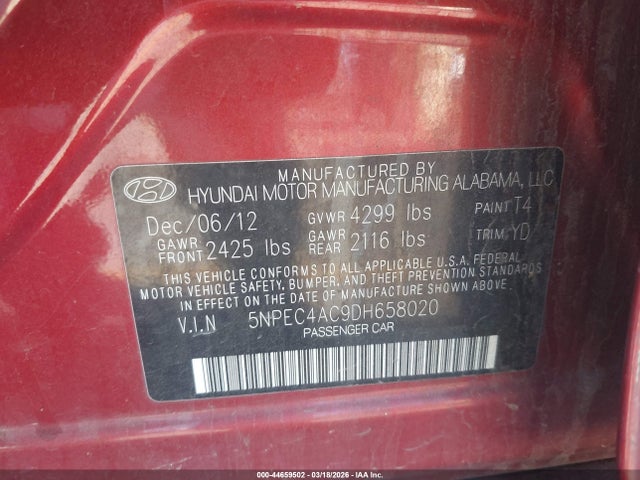 MANUFACTURED BY
HYUNDAI MOTOR MANUFACTURING ALABAMA, LLC
Dec/06/12 GVWR 4299 lbs PAINT T4
GAWR FRONT 2425 lbs GAWR REAR 2116 lbs TRIM YD
THIS VEHICLE CONFORMS TO ALL APPLICABLE U.S.A. FEDERAL
MOTOR VEHICLE SAFETY, BUMPER, AND THEFT PREVENTION STANDARDS
IN EFFECT ON THE DATE OF MANUFACTURE SHOWN ABOVE.
V.I.N 5NPEC4AC9DH658020
PASSENGER CAR
000-44659502 - 03/18/2026 - COPART, INC.